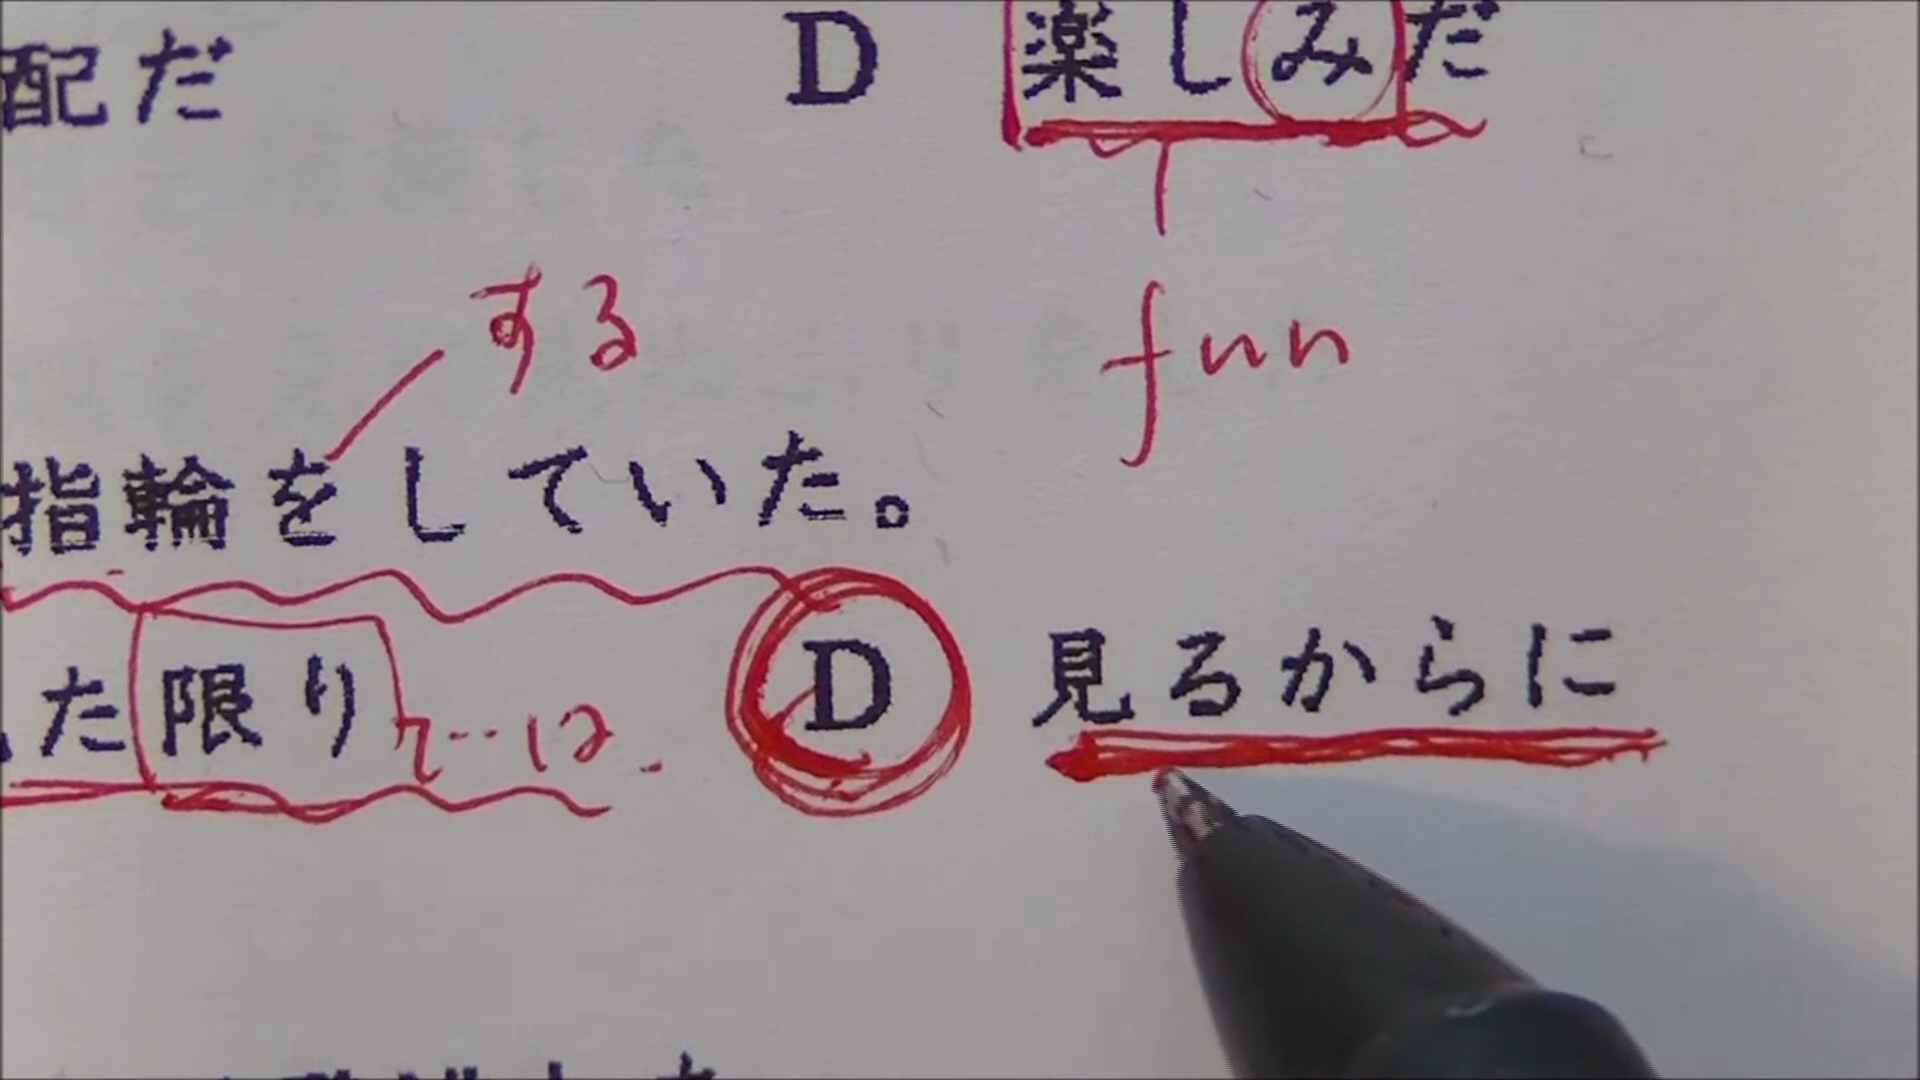 配だ D 楽しみだ
する
fun
指輪をしていた。
た限り では. D 見るからに